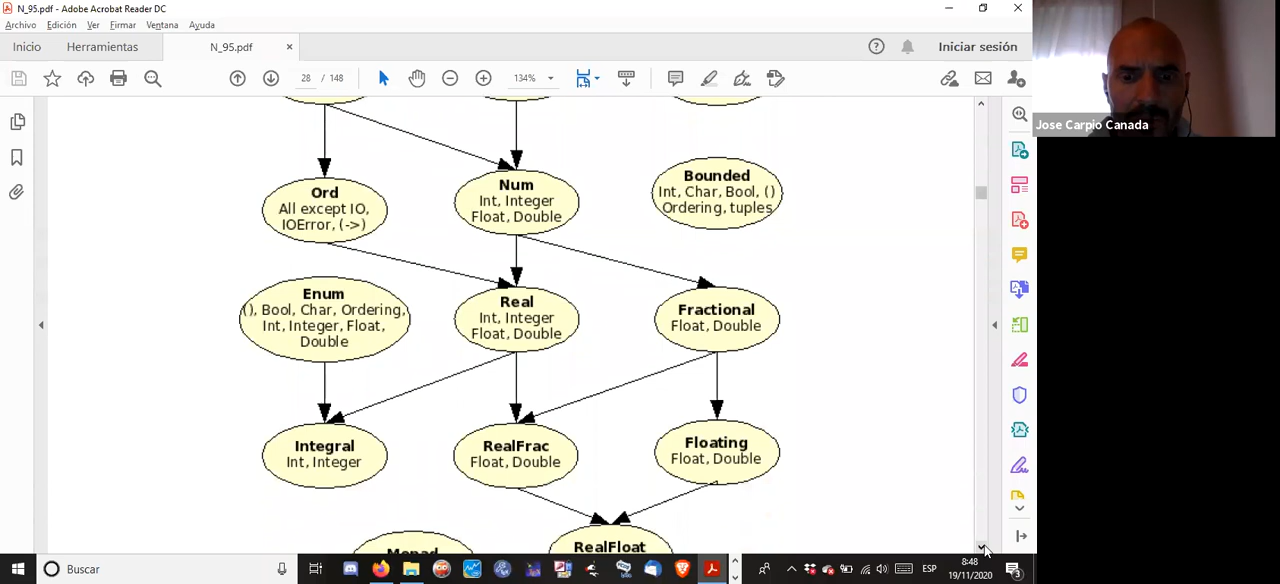 N_95.pdf - Adobe Acrobat Reader DC
Archivo Edición Ver Firmar Ventana Ayuda
Inicio Herramientas N_95.pdf × Iniciar sesión
28 / 148 134%
Jose Carpio Canada
Ord
All except IO,
IOError, (->)
Num
Int, Integer
Float, Double
Bounded
Int, Char, Bool, ()
Ordering, tuples
Enum
(), Bool, Char, Ordering,
Int, Integer, Float,
Double
Real
Int, Integer
Float, Double
Fractional
Float, Double
Integral
Int, Integer
RealFrac
Float, Double
Floating
Float, Double
Monad
RealFloat
Buscar
ESP
8:48
19/11/2020
3